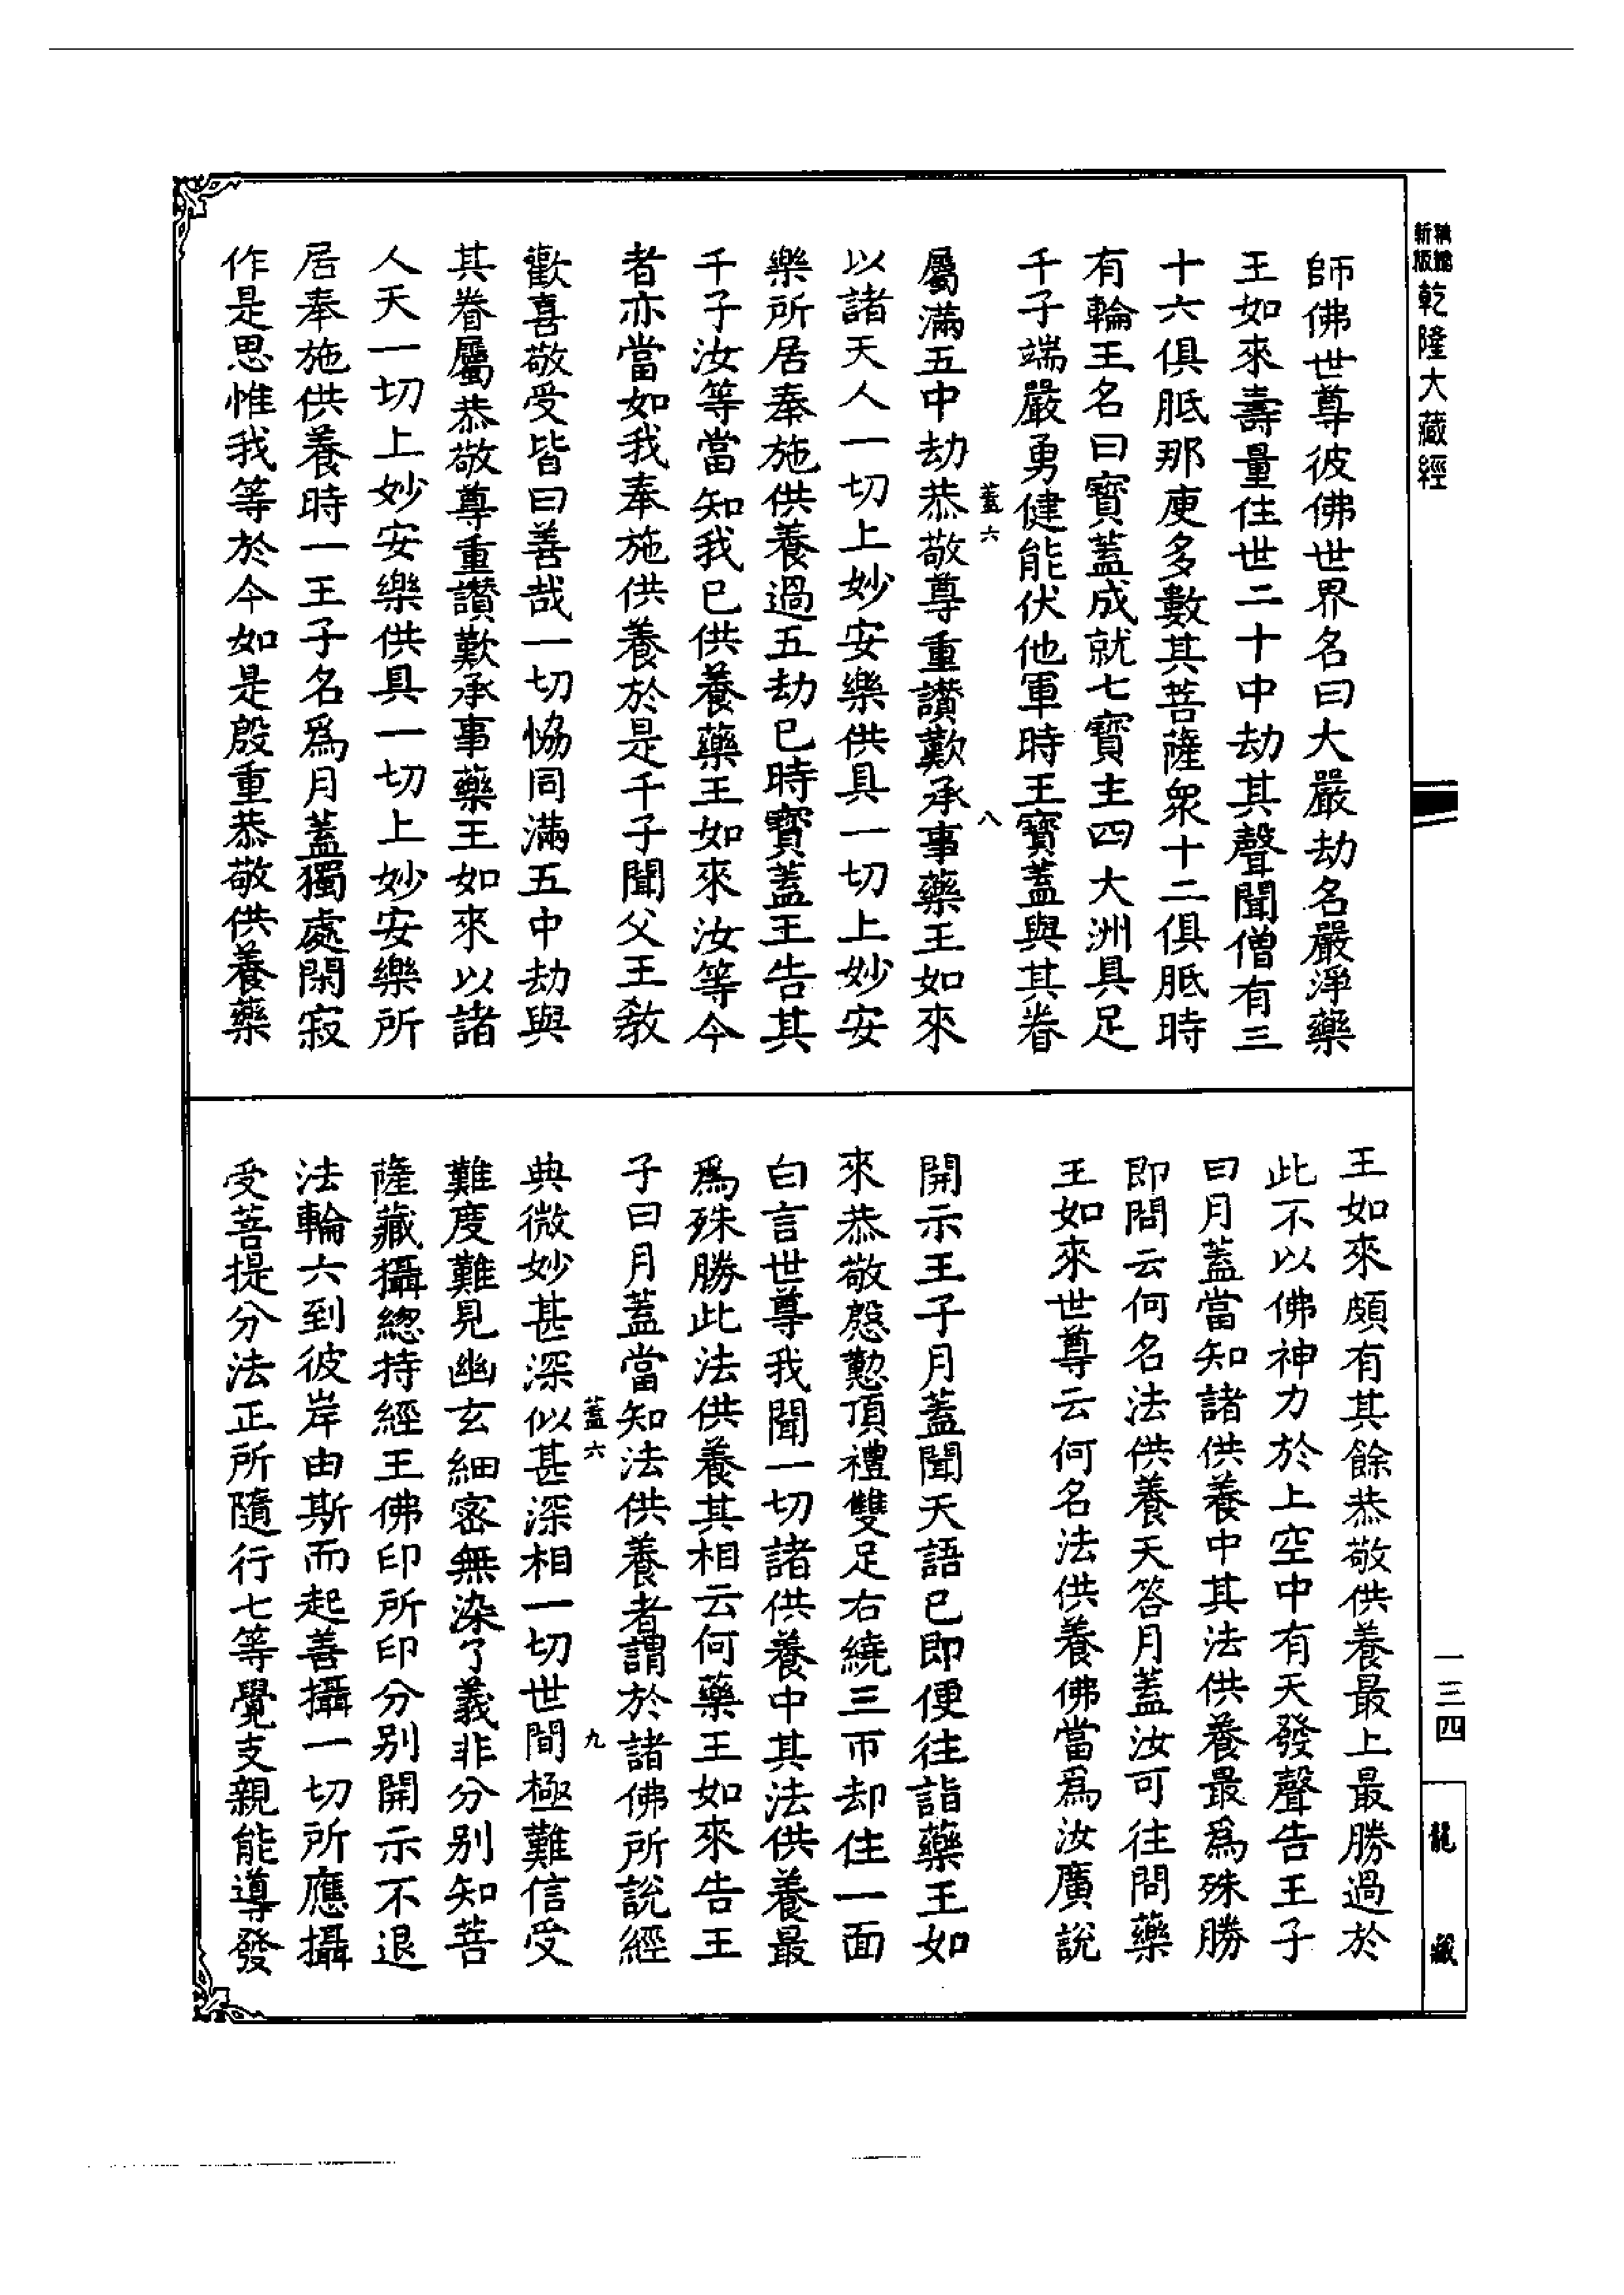 乾隆大藏經
師佛世尊彼佛世界名曰大嚴劫名嚴淨藥
王如來壽量住世二十中劫其聲聞僧有三
十六俱胝那庾多數其菩薩衆十二俱胝時
有輪王名曰寶蓋成就七寶主四大洲具足
千子端嚴勇健能伏他軍時王寶蓋與其眷
蓋六 八
屬滿五中劫恭敬尊重讚歎承事藥王如來
以諸天人一切上妙安樂供具一切上妙安
樂所居奉施供養過五劫已時寶蓋王告其
千子汝等當知我已供養藥王如來汝等今
者亦當如我奉施供養於是千子聞父王教
歡喜敬受皆曰善哉一切恊同滿五中劫與
其眷屬恭敬尊重讚歎承事藥王如來以諸
人天一切上妙安樂供具一切上妙安樂所
居奉施供養時一王子名爲月蓋獨處閑寂
作是思惟我等於今如是殷重恭敬供養藥
王如來頗有其餘恭敬供養最上最勝過於
此不以佛神力於上空中有天發聲告王子
曰月蓋當知諸供養中其法供養最爲殊勝
即問云何名法供養天答月蓋汝可往問藥
王如來世尊云何名法供養佛當爲汝廣說
開示王子月蓋聞天語已即便往詣藥王如
來恭敬慇懃頂禮雙足右繞三帀却住一面
白言世尊我聞一切諸供養中其法供養最
爲殊勝此法供養其相云何藥王如來告王
子曰月蓋當知法供養者謂於諸佛所說經
蓋六 九
典微妙甚深似甚深相一切世間極難信受
難度難見幽玄細密無染了義非分別知菩
薩藏攝緫持經王佛印所印分別開示不退
法輪六到彼岸由斯而起善攝一切所應攝
受菩提分法正所隨行七等覺支親能導發
一三四
龍藏